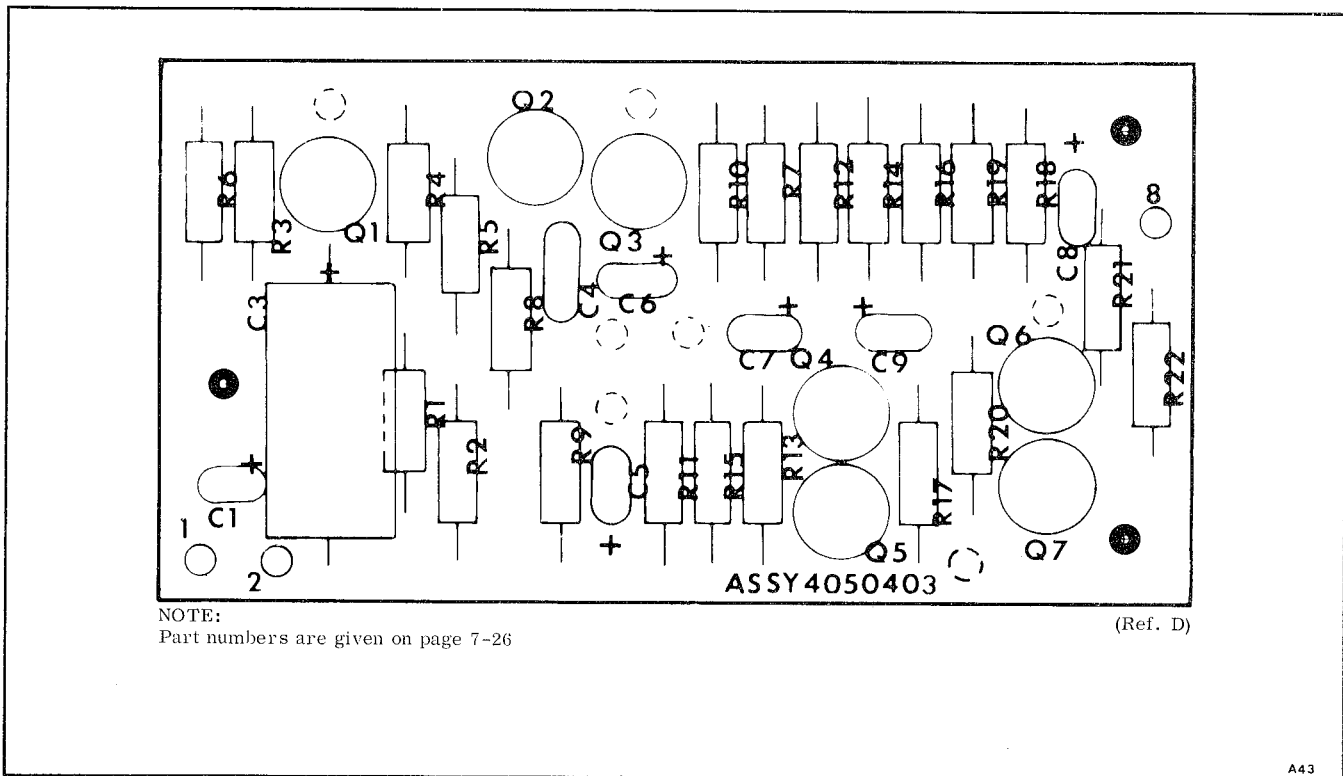 Q2
R6
R3
Q1
R4
R5
Q3
R10
R7
R12
R14
R16
R19
R18
+
8
C3
+
R8
C4
C6
+
C8
R21
C7
+
Q4
+
C9
Q6
R22
R1
R2
R9
C5
+
R11
R15
R13
R17
R20
C1
+
1
2
Q5
Q7
ASSY4050403
NOTE:
Part numbers are given on page 7-26
(Ref. D)
A43